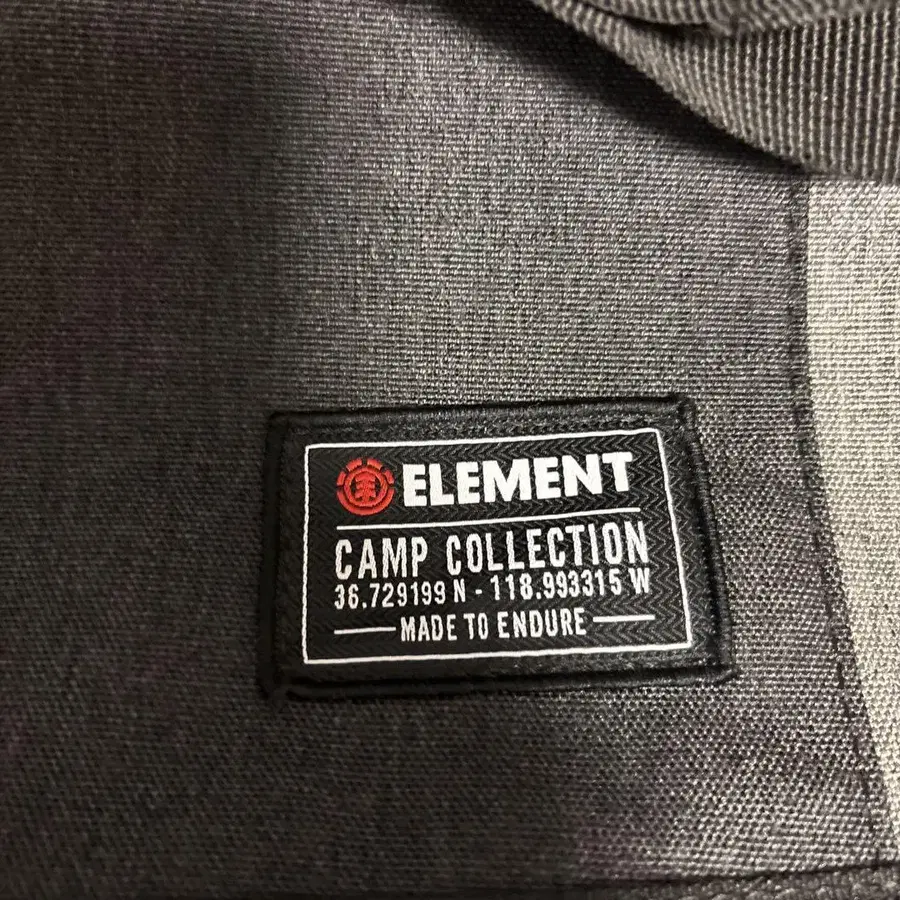 ELEMENT
CAMP COLLECTION
36.729199 N - 118.993315 W
MADE TO ENDURE